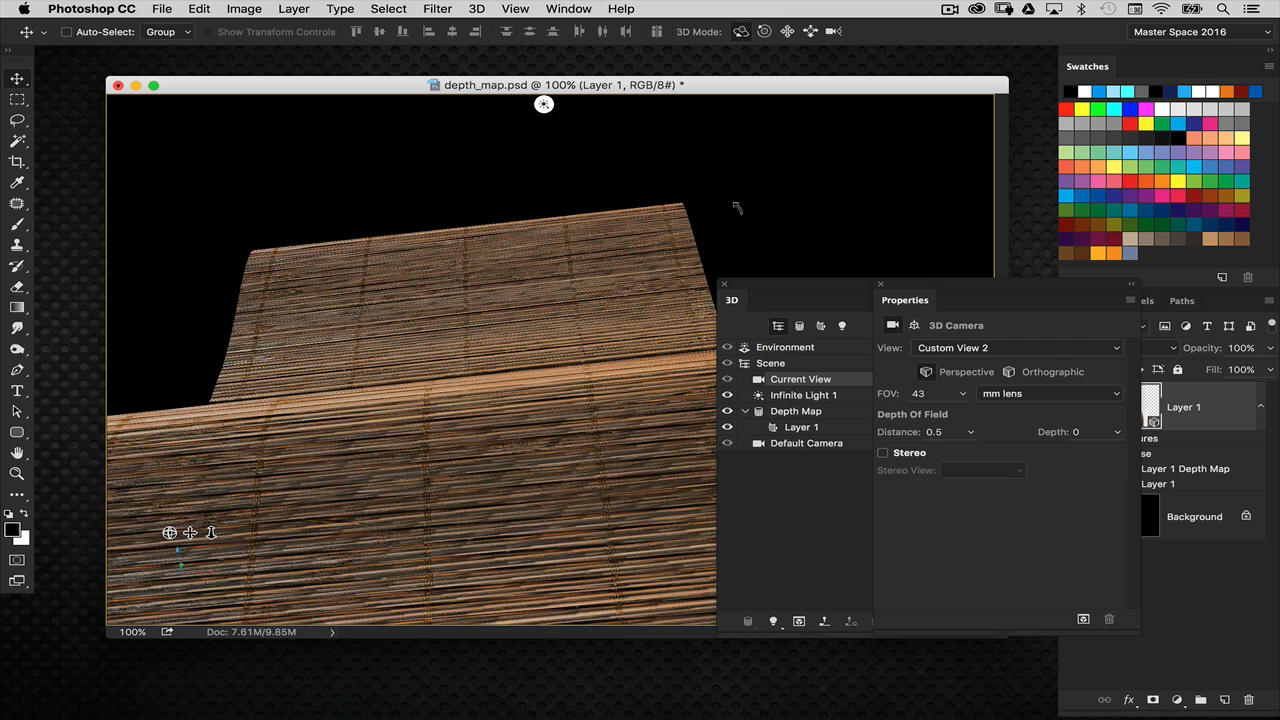 Photoshop CC File Edit Image Layer Type Select Filter 3D View Window Help
Auto-Select: Group Show Transform Controls 3D Mode: Master Space 2016
Swatches
depth_map.psd @ 100% (Layer 1, RGB/8#) *
3D
Properties
Paths
3D Camera
Environment
View: Custom View 2
Opacity: 100%
Scene
Perspective Orthographic
Fill: 100%
Current View
Infinite Light 1
FOV: 43 mm lens
Depth Map
Depth Of Field
Layer 1
Layer 1
Distance: 0.5 Depth: 0
Default Camera
Stereo
Stereo View:
Layer 1 Depth Map
Layer 1
Background
100% Doc: 7.61M/9.85M
fx